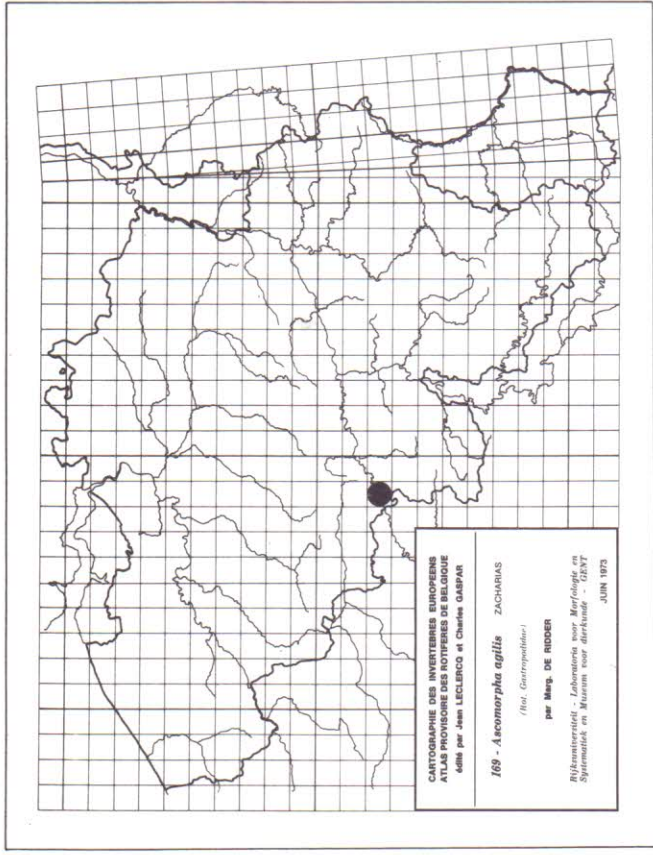 CARTOGRAPHIE DES INVERTEBRES EUROPEENS
ATLAS PROVISOIRE DES ROTIFERES DE BELGIQUE
édité par Jean LECLERCQ et Charles GASPAR
169 - Ascomorpha agilis ZACHARIAS
(Rot. Gastropodidae)
par Marg. DE RIDDER
Rijksuniversiteit - Laboratoria voor Morfologie en
Systematiek en Museum voor dierkunde - GENT
JUIN 1973